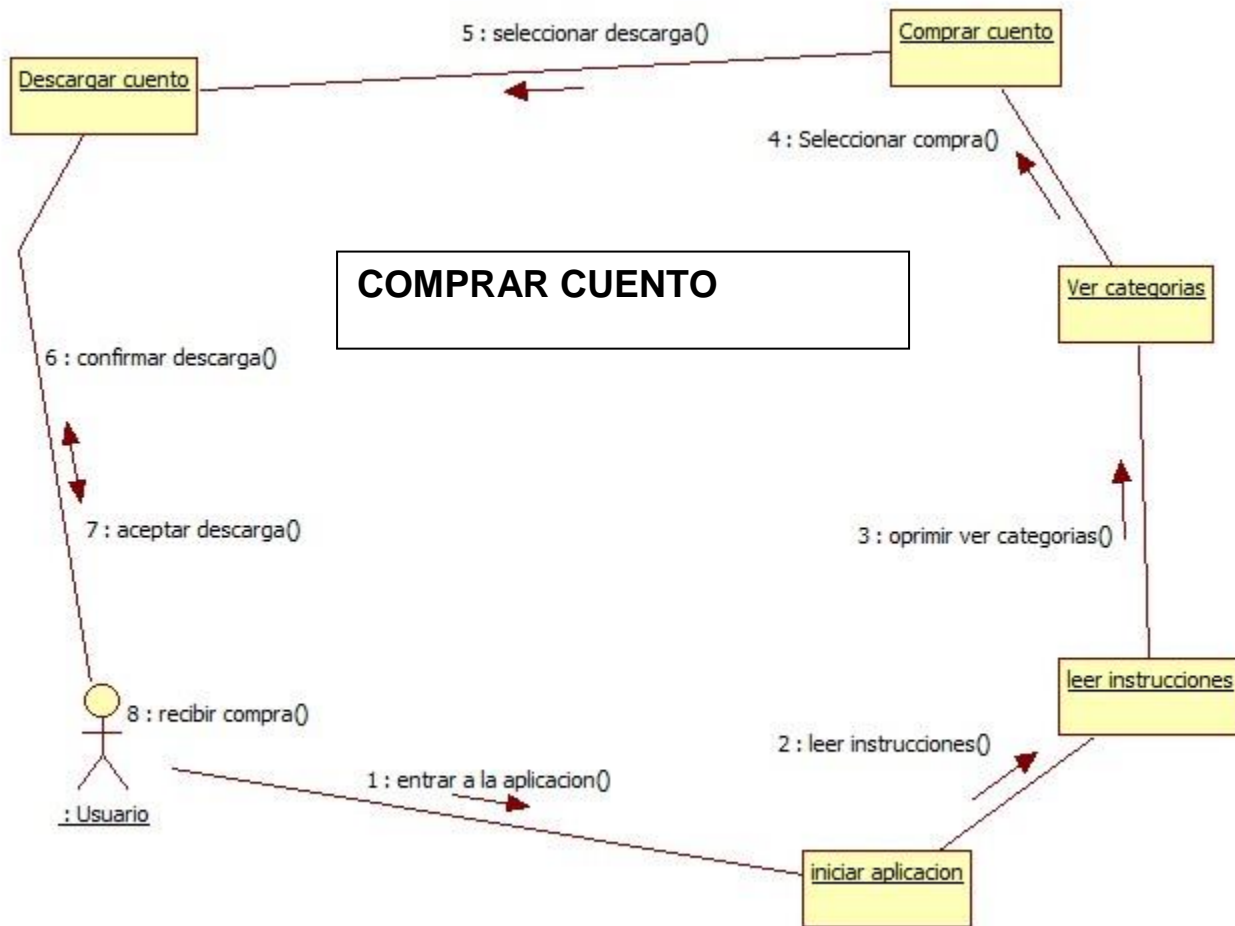 5 : seleccionar descarga()
Comprar cuento
Descargar cuento
4 : Seleccionar compra()
COMPRAR CUENTO
Ver categorias
6 : confirmar descarga()
7 : aceptar descarga()
3 : oprimir ver categorias()
leer instrucciones
8 : recibir compra()
2 : leer instrucciones()
1 : entrar a la aplicacion()
: Usuario
iniciar aplicacion